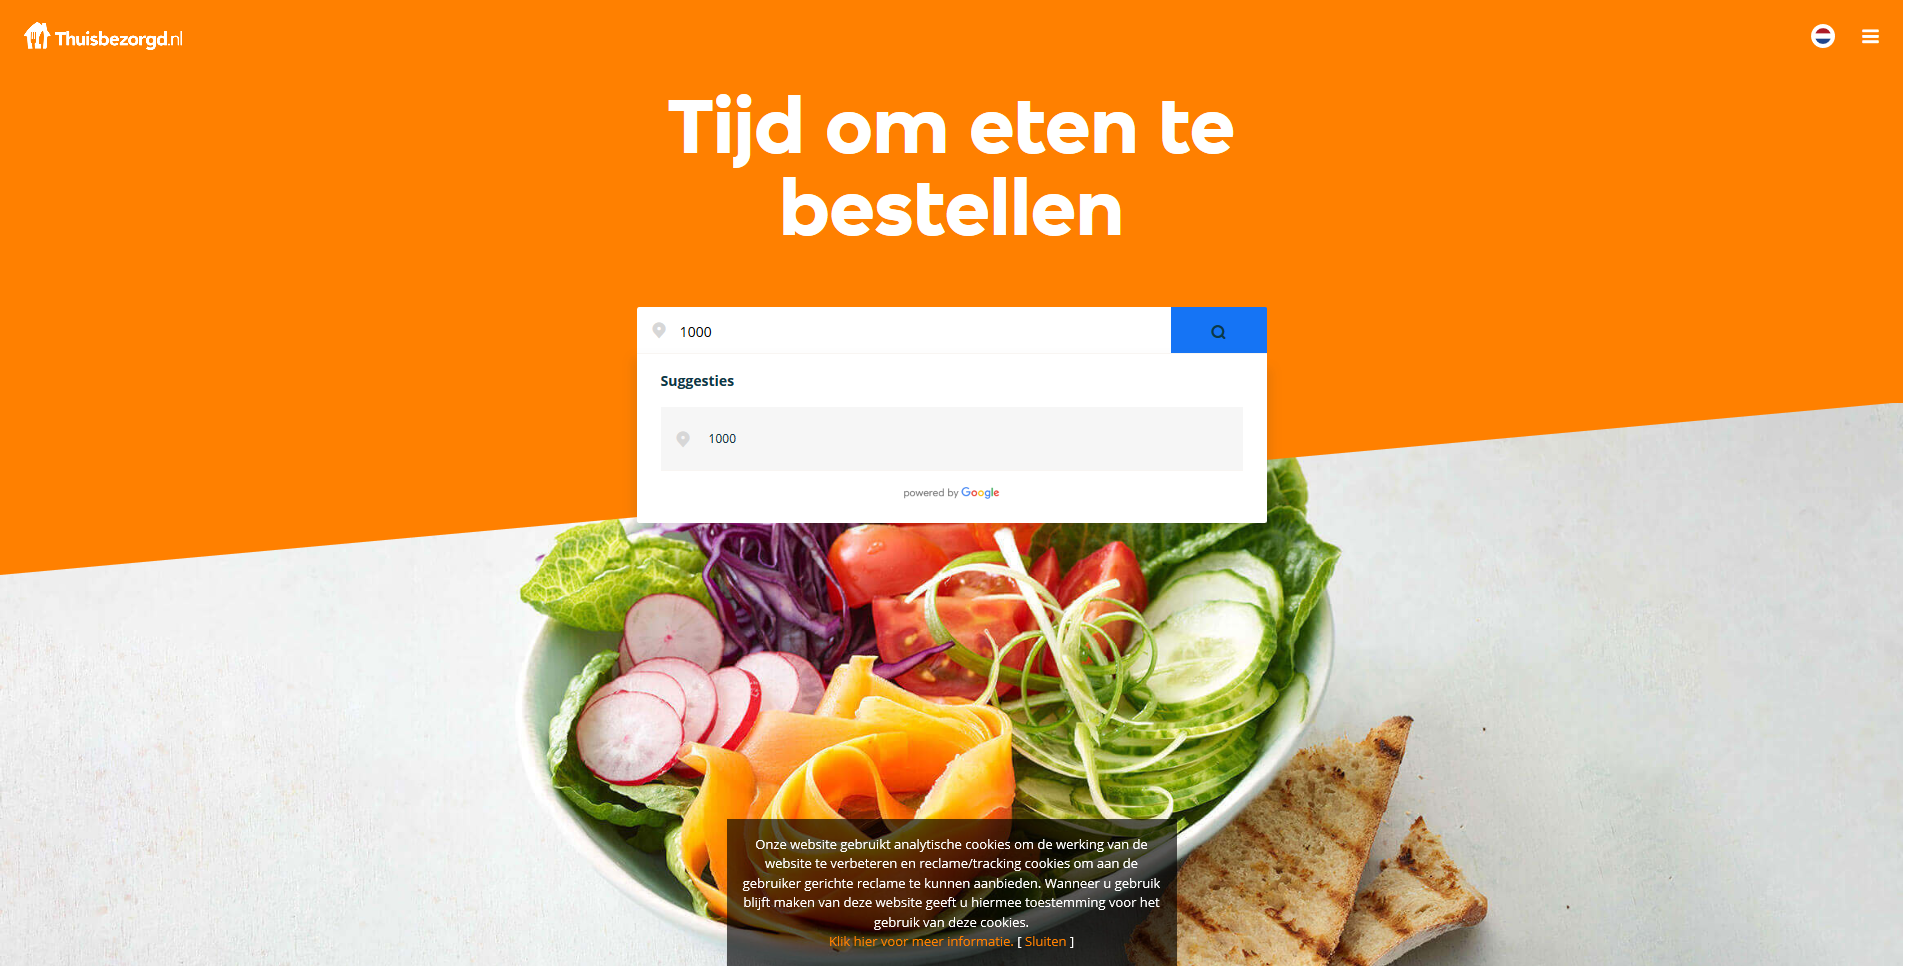 Thuisbezorgd.nl
Tijd om eten te
bestellen
1000
Suggesties
1000
powered by Google
Onze website gebruikt analytische cookies om de werking van de
website te verbeteren en reclame/tracking cookies om aan de
gebruiker gerichte reclame te kunnen aanbieden. Wanneer u gebruik
blijft maken van deze website geeft u hiermee toestemming voor het
gebruik van deze cookies.
Klik hier voor meer informatie. [ Sluiten ]